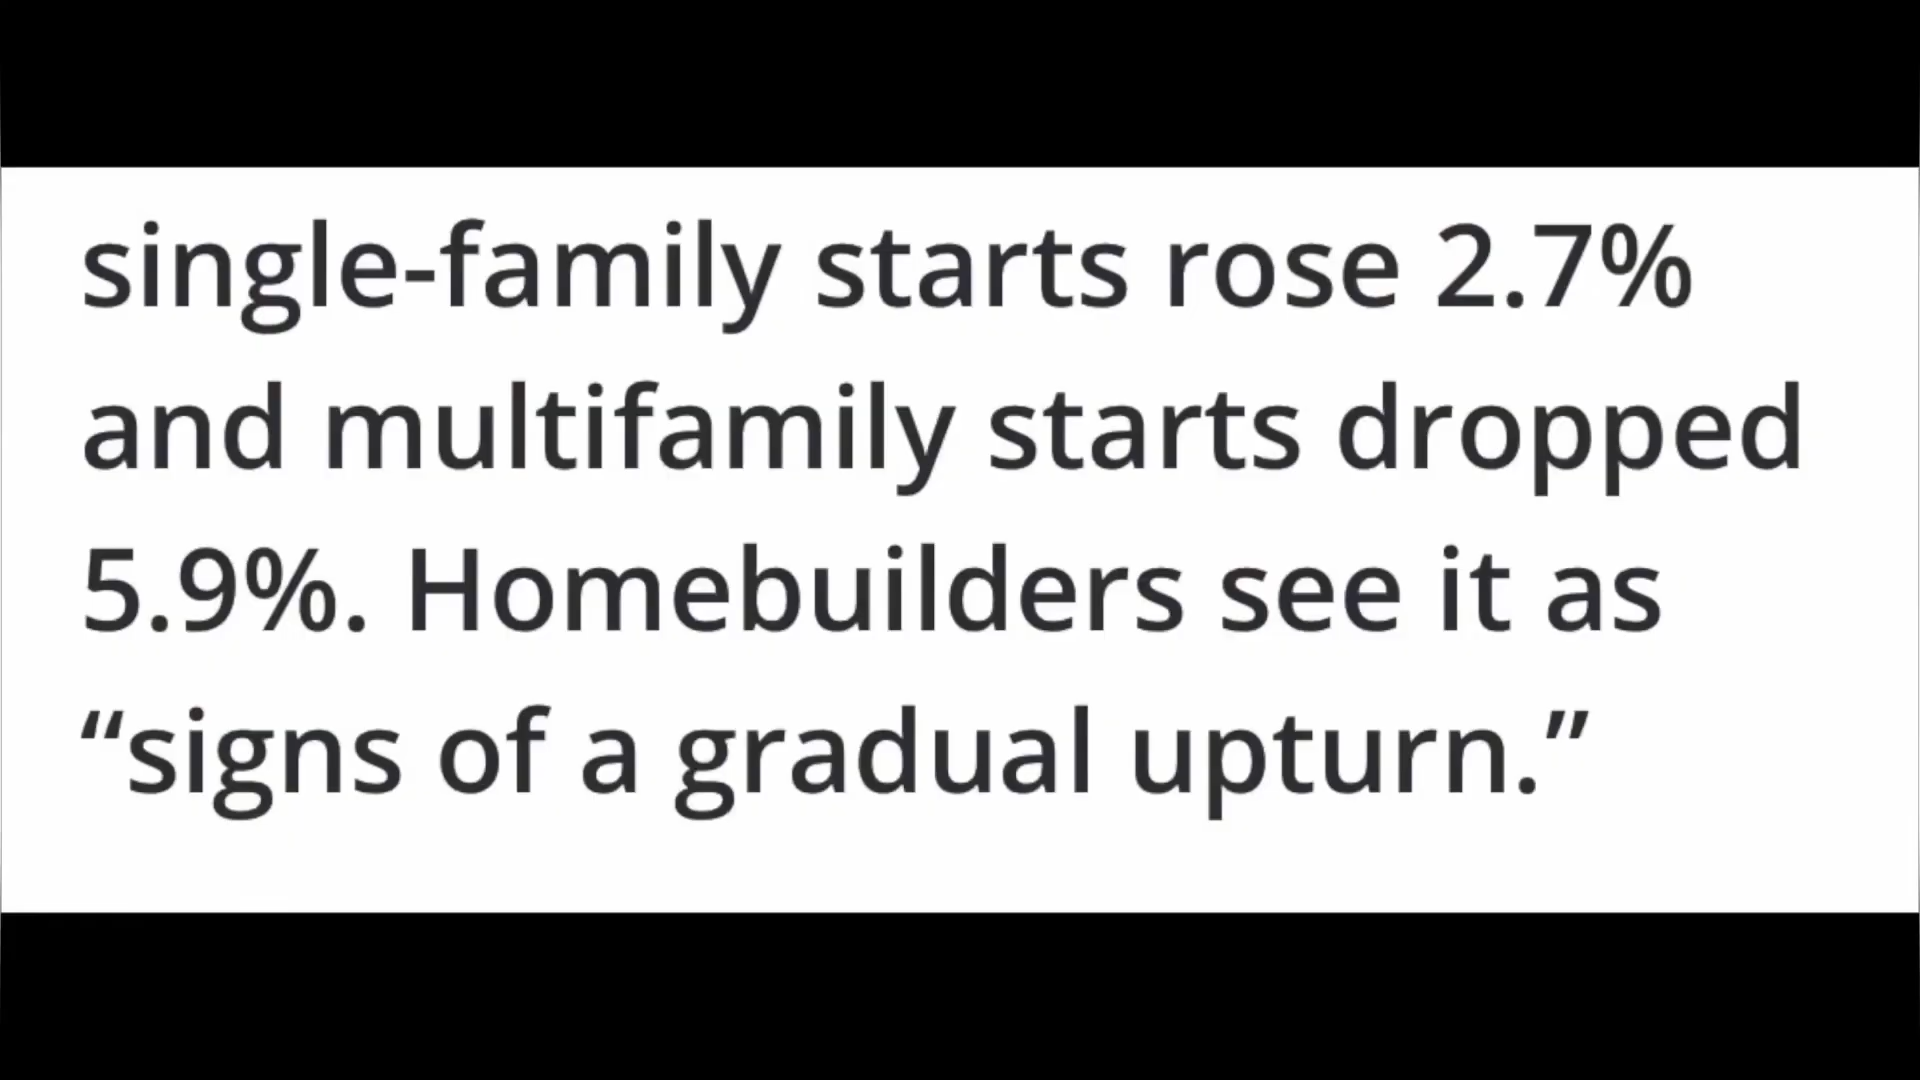 single-family starts rose 2.7%
and multifamily starts dropped
5.9%. Homebuilders see it as
“signs of a gradual upturn.”